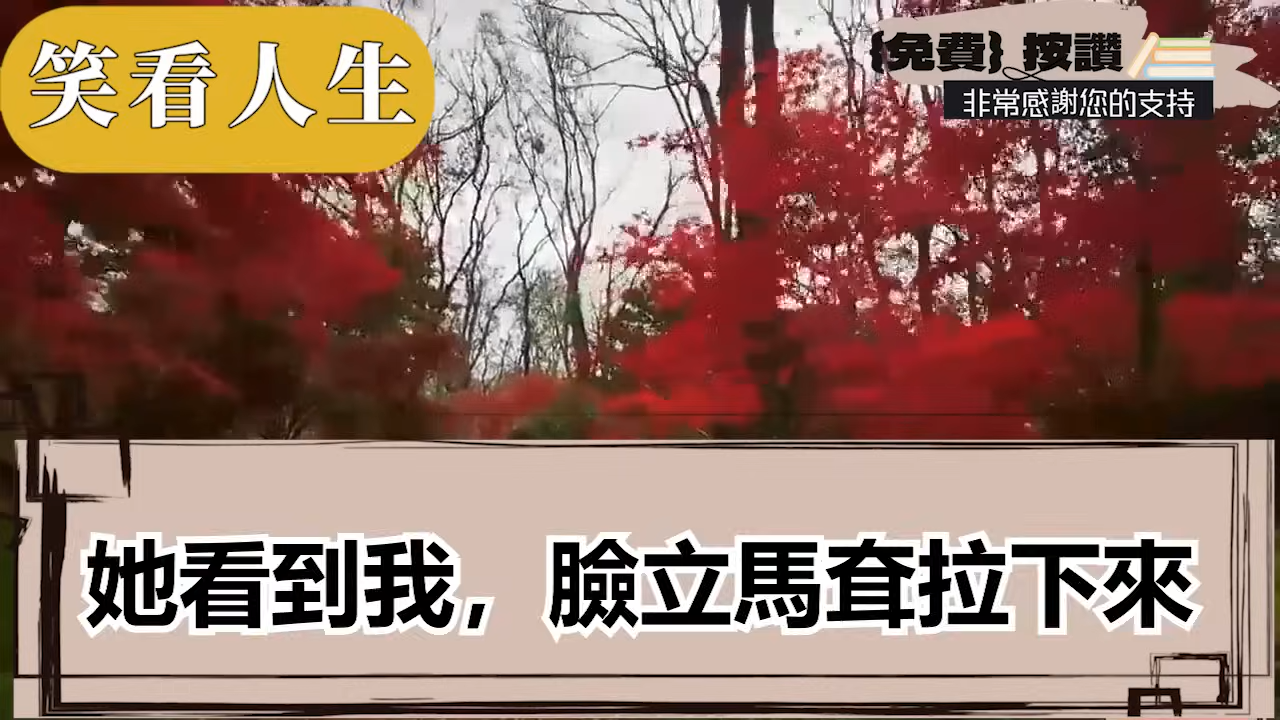 笑看人生
{免費} 按讚
非常感謝您的支持
她看到我，臉立馬耷拉下來